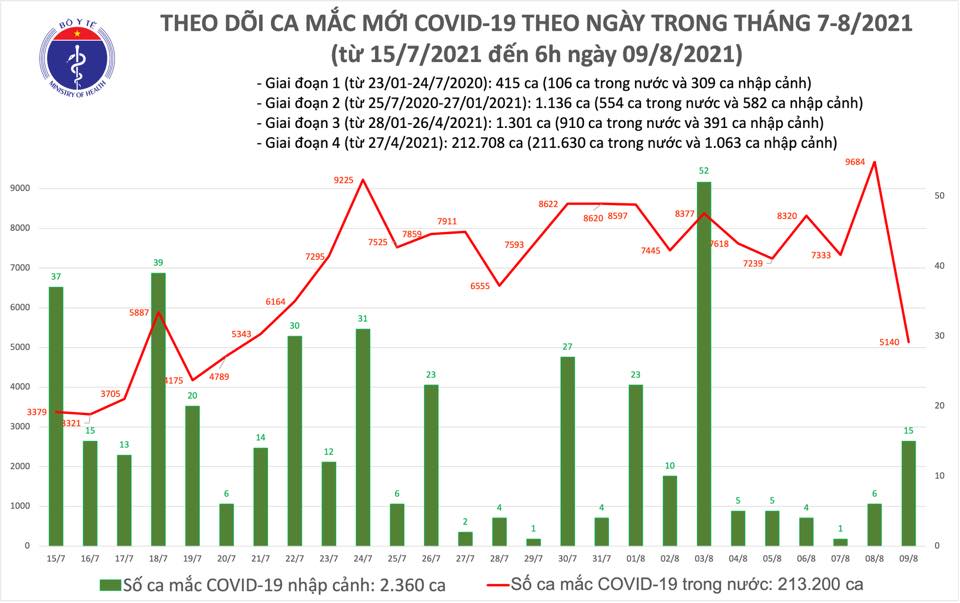 BỘ Y TẾ
MINISTRY OF HEALTH
THEO DÕI CA MẮC MỚI COVID-19 THEO NGÀY TRONG THÁNG 7-8/2021
(từ 15/7/2021 đến 6h ngày 09/8/2021)
- Giai đoạn 1 (từ 23/01-24/7/2020): 415 ca (106 ca trong nước và 309 ca nhập cảnh)
- Giai đoạn 2 (từ 25/7/2020-27/01/2021): 1.136 ca (554 ca trong nước và 582 ca nhập cảnh)
- Giai đoạn 3 (từ 28/01-26/4/2021): 1.301 ca (910 ca trong nước và 391 ca nhập cảnh)
- Giai đoạn 4 (từ 27/4/2021): 212.708 ca (211.630 ca trong nước và 1.063 ca nhập cảnh)
9000
8000
7000
6000
5000
4000
3000
2000
1000
0
50
40
30
20
10
0
3379 3321 3705 5887 4175 4789 5343 6164 7295 9225 7525 7859 7911 6555 7593 8622 8620 8597 7445 8377 7618 7239 8320 7333 9684 5140
37 15 13 39 20 6 14 30 12 31 6 23 2 4 1 27 4 23 10 52 5 5 4 1 6 15
15/7 16/7 17/7 18/7 19/7 20/7 21/7 22/7 23/7 24/7 25/7 26/7 27/7 28/7 29/7 30/7 31/7 01/8 02/8 03/8 04/8 05/8 06/8 07/8 08/8 09/8
Số ca mắc COVID-19 nhập cảnh: 2.360 ca
Số ca mắc COVID-19 trong nước: 213.200 ca